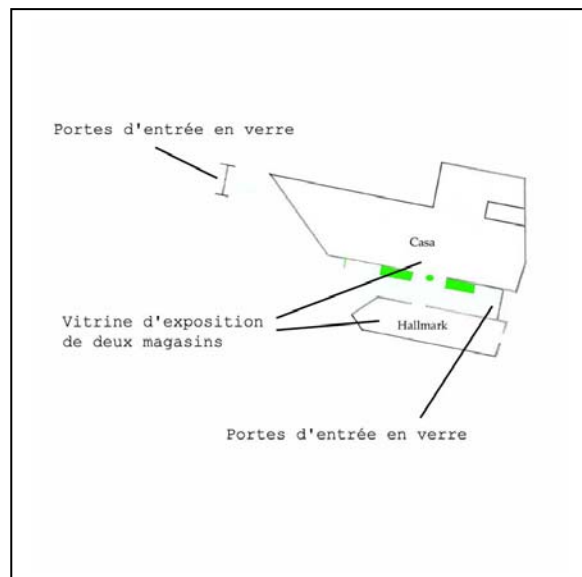 Portes d'entrée en verre
Casa
Vitrine d'exposition
de deux magasins
Hallmark
Portes d'entrée en verre